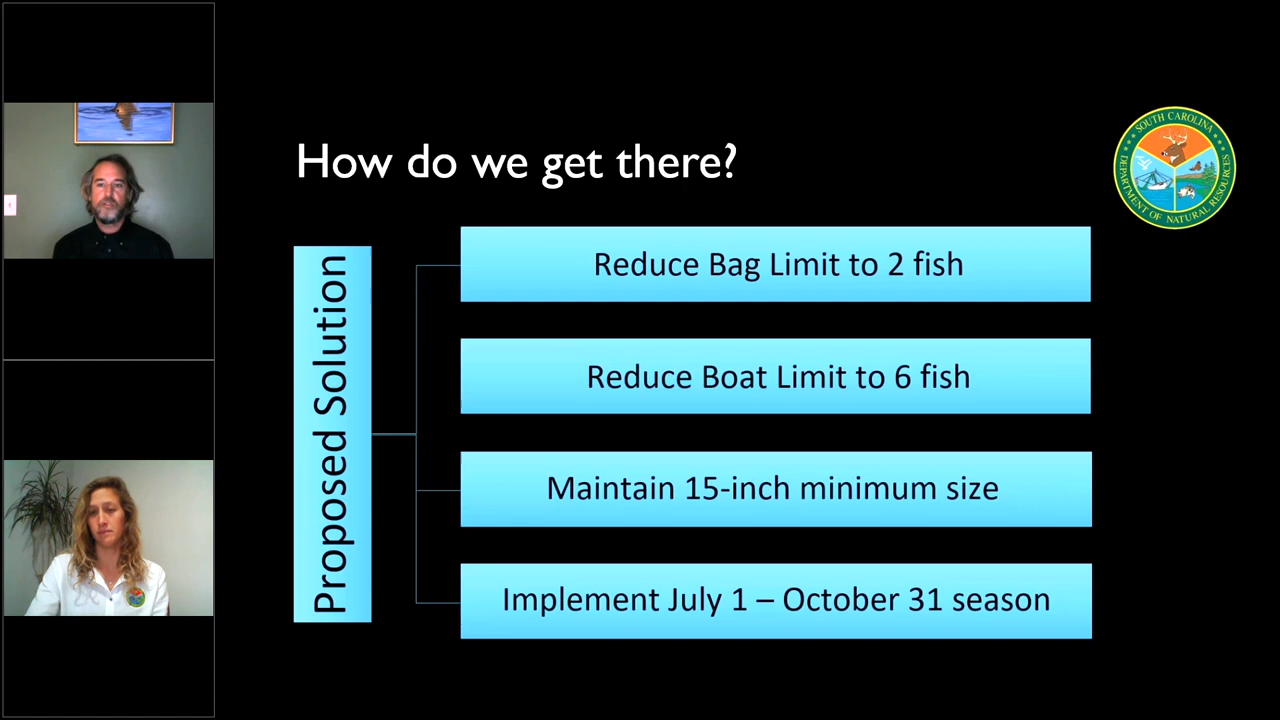 How do we get there?
SOUTH CAROLINA
DEPARTMENT OF NATURAL RESOURCES
Proposed Solution
Reduce Bag Limit to 2 fish
Reduce Boat Limit to 6 fish
Maintain 15-inch minimum size
Implement July 1 – October 31 season